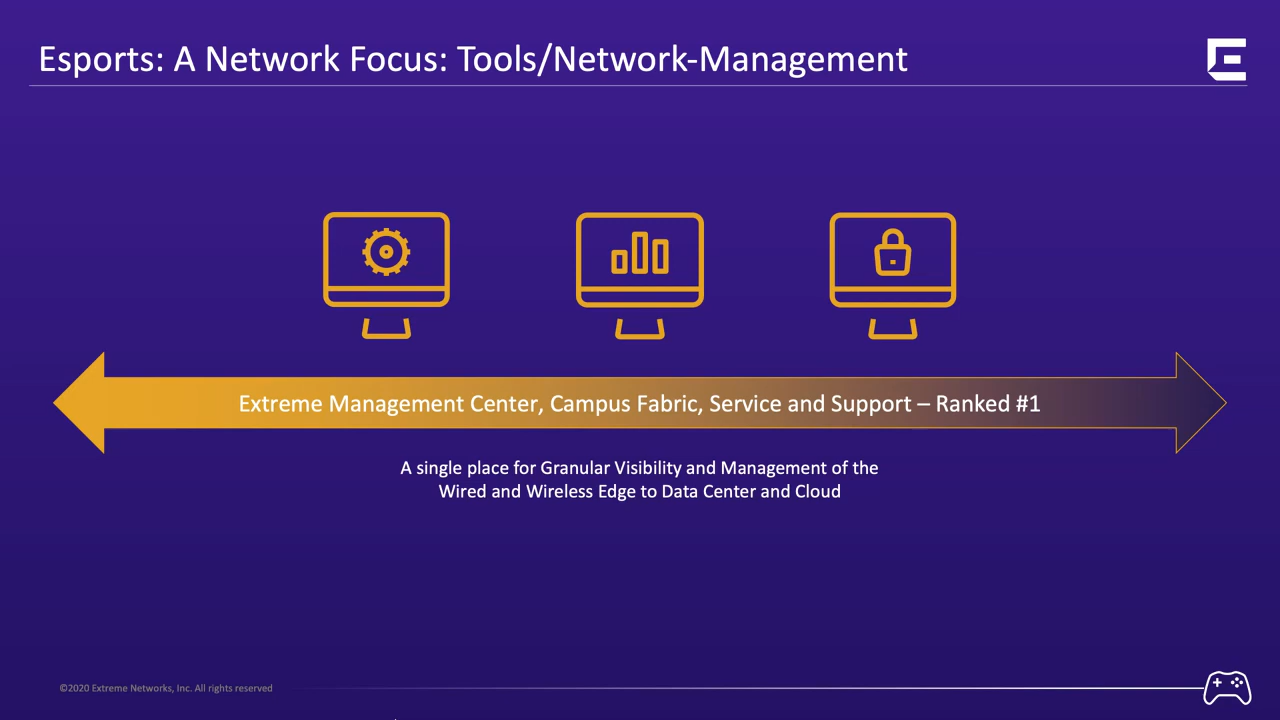 Esports: A Network Focus: Tools/Network-Management
Extreme Management Center, Campus Fabric, Service and Support – Ranked #1
A single place for Granular Visibility and Management of the
Wired and Wireless Edge to Data Center and Cloud
©2020 Extreme Networks, Inc. All rights reserved